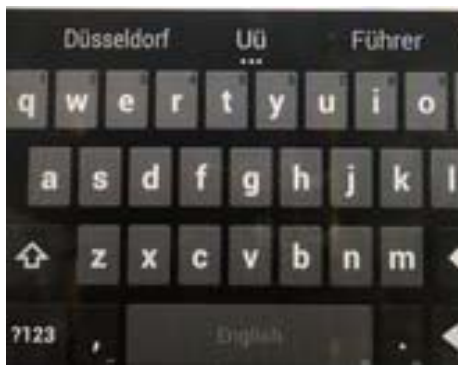 Düsseldorf Uü Führer
q w e r t y u i o
a s d f g h j k l
z x c v b n m
?123 , English .